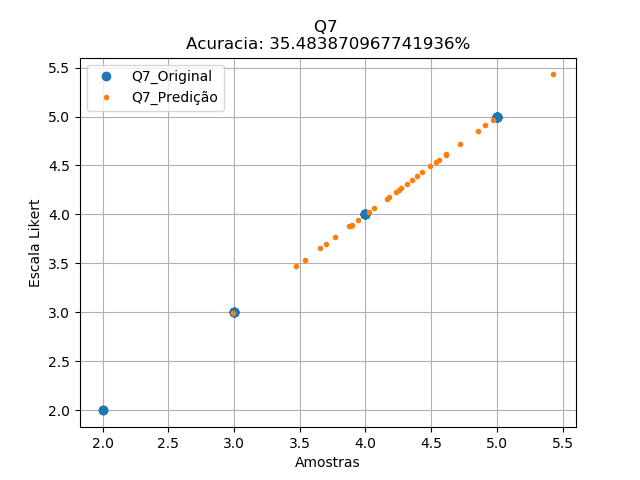 Q7
Acuracia: 35.483870967741936%
Q7_Original
Q7_Predição
5.5
5.0
4.5
4.0
3.5
3.0
2.5
2.0
Escala Likert
2.0 2.5 3.0 3.5 4.0 4.5 5.0 5.5
Amostras